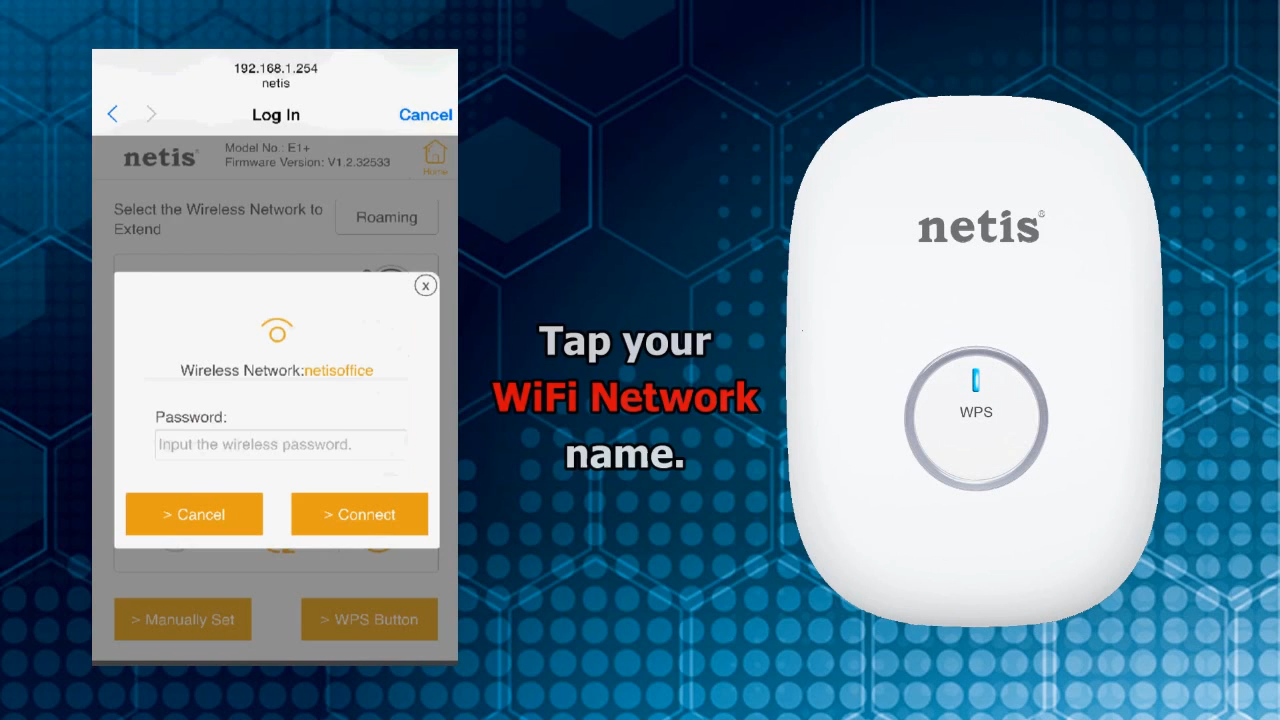 192.168.1.254
netis
Log In
Cancel
netis®
Model No.: E1+
Firmware Version: V1.2.32533
Home
Select the Wireless Network to
Extend
Roaming
x
Wireless Network:netisoffice
Password:
Input the wireless password.
> Cancel
> Connect
> Manually Set
> WPS Button
Tap your
WiFi Network
name.
netis®
WPS